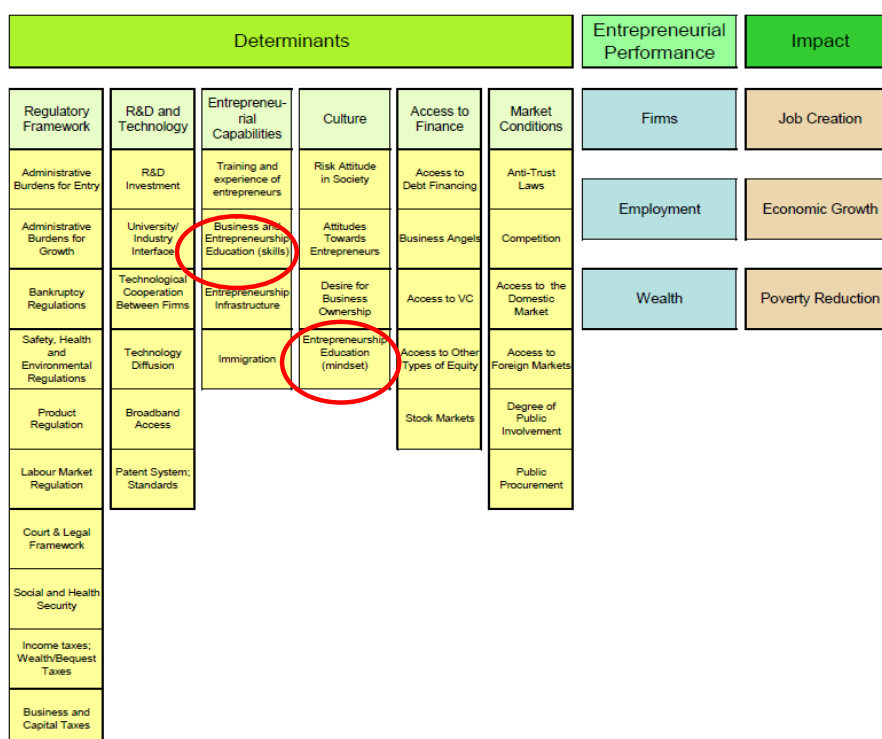 Determinants
Entrepreneurial
Performance
Impact
Regulatory
Framework
Administrative
Burdens for Entry
Administrative
Burdens for
Growth
Bankruptcy
Regulations
Safety, Health
and
Environmental
Regulations
Product
Regulation
Labour Market
Regulation
Court & Legal
Framework
Social and Health
Security
Income taxes;
Wealth/Bequest
Taxes
Business and
Capital Taxes
R&D and
Technology
R&D
Investment
University/
Industry
Interface
Technological
Cooperation
Between Firms
Technology
Diffusion
Broadband
Access
Patent System;
Standards
Entrepreneu-
rial
Capabilities
Training and
experience of
entrepreneurs
Business and
Entrepreneurship
Education (skills)
Entrepreneurship
Infrastructure
Immigration
Culture
Risk Attitude
in Society
Attitudes
Towards
Entrepreneurs
Desire for
Business
Ownership
Entrepreneurship
Education
(mindset)
Access to
Finance
Access to
Debt Financing
Business Angels
Access to VC
Access to Other
Types of Equity
Stock Markets
Market
Conditions
Anti-Trust
Laws
Competition
Access to the
Domestic
Market
Access to
Foreign Markets
Degree of
Public
Involvement
Public
Procurement
Firms
Employment
Wealth
Job Creation
Economic Growth
Poverty Reduction